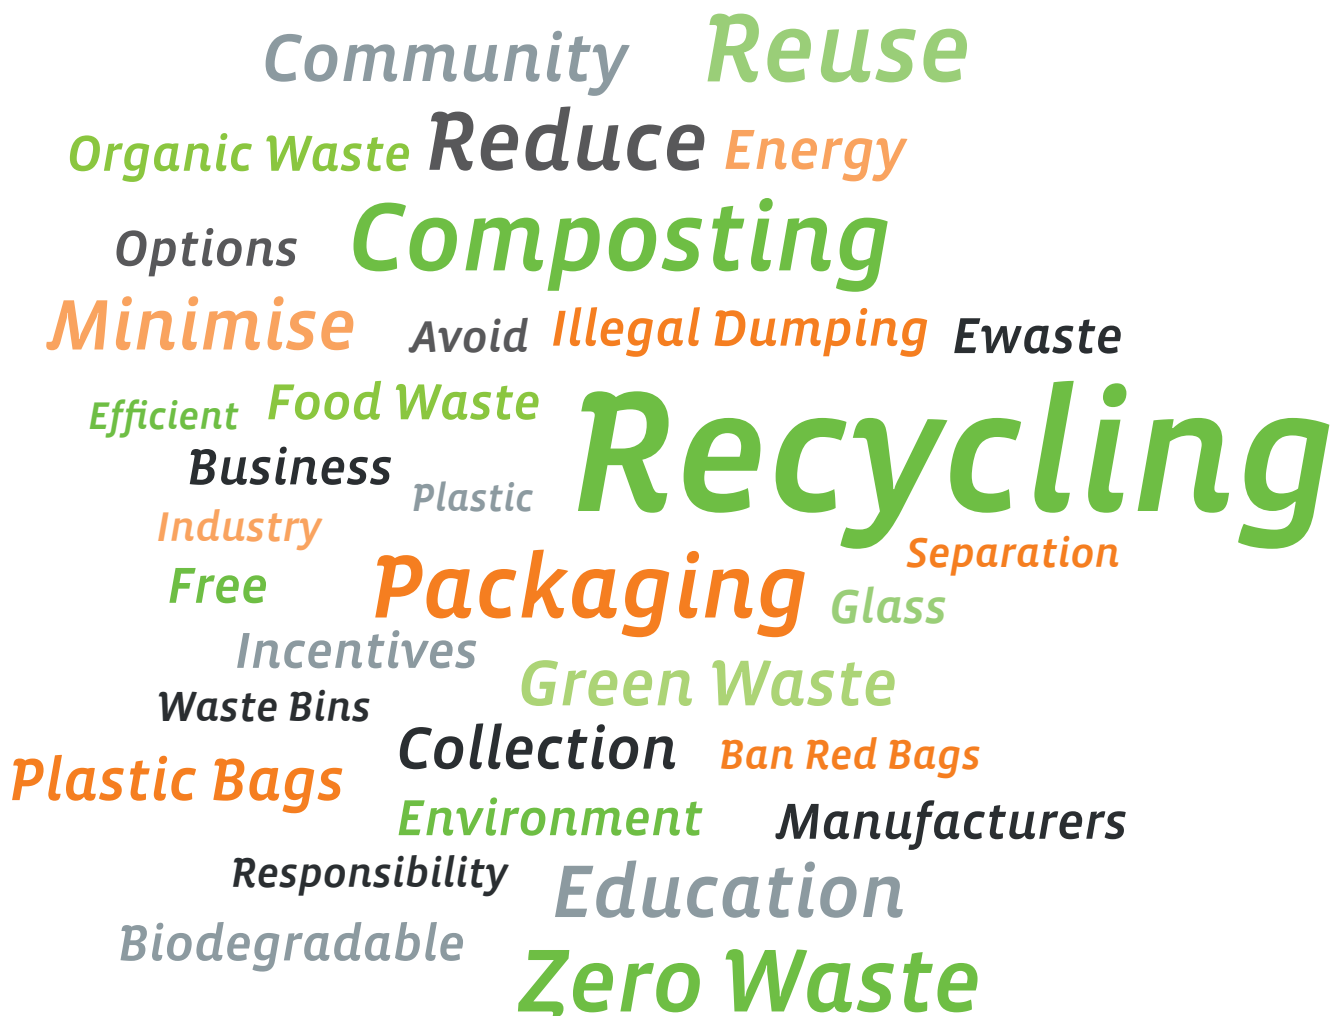 Community Reuse
Organic Waste Reduce Energy
Options Composting
Minimise Avoid Illegal Dumping Ewaste
Efficient Food Waste Recycling
Business Plastic
Industry Separation
Free Packaging Glass
Incentives Green Waste
Waste Bins
Collection Ban Red Bags
Plastic Bags
Environment Manufacturers
Responsibility Education
Biodegradable
Zero Waste